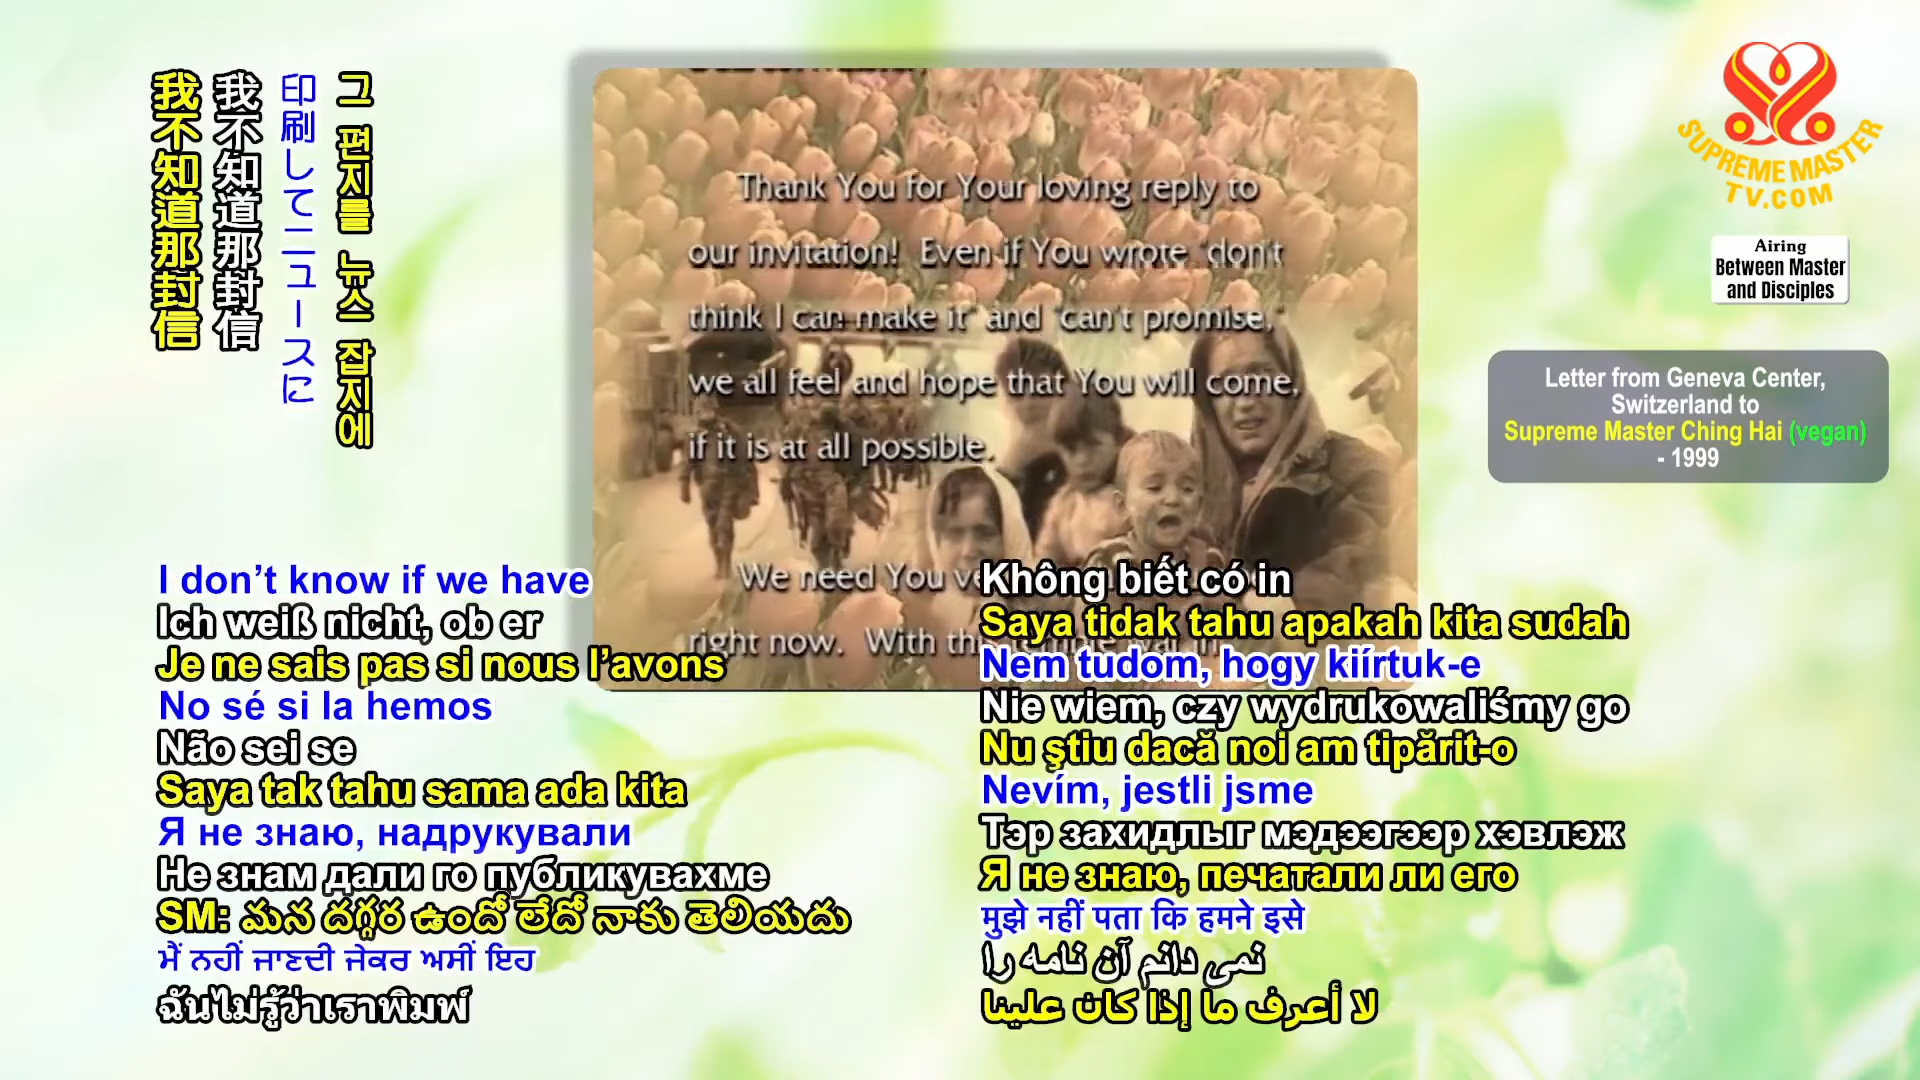 我不知道那封信
我不知道那封信
印刷してニュースに
그 편지를 뉴스 잡지에
Thank You for Your loving reply to
our invitation! Even if You wrote "don't
think I can make it" and "can't promise,"
we all feel and hope that You will come,
if it is at all possible.
We need You
right now. With
SUPREME MASTER
TV.COM
Airing
Between Master
and Disciples
Letter from Geneva Center,
Switzerland to
Supreme Master Ching Hai (vegan)
- 1999
I don't know if we have
Ich weiß nicht, ob er
Je ne sais pas si nous l'avons
No sé si la hemos
Não sei se
Saya tak tahu sama ada kita
Я не знаю, надрукували
Не знам дали го публикувахме
SM: మన దగ్గర ఉందో లేదో నాకు తెలియదు
ਮੈਂ ਨਹੀਂ ਜਾਣਦੀ ਜੇਕਰ ਅਸੀਂ ਇਹ
ฉันไม่รู้ว่าเราพิมพ์
Không biết có in
Saya tidak tahu apakah kita sudah
Nem tudom, hogy kiírtuk-e
Nie wiem, czy wydrukowaliśmy go
Nu ştiu dacă noi am tipărit-o
Nevím, jestli jsme
Тэр захидлыг мэдээгээр хэвлэж
Я не знаю, печатали ли его
मुझे नहीं पता कि हमने इसे
نمی دانم آن نامه را
لا أعرف ما إذا كان علينا